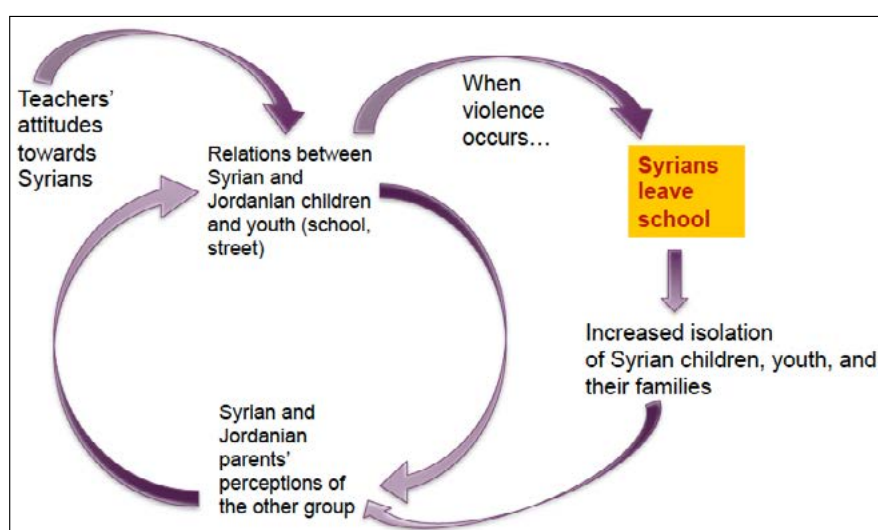 Teachers'
attitudes
towards
Syrians
Relations between
Syrian and
Jordanian children
and youth (school,
street)
When
violence
occurs...
Syrians
leave
school
Increased isolation
of Syrian children, youth, and
their families
Syrian and
Jordanian
parents'
perceptions of
the other group